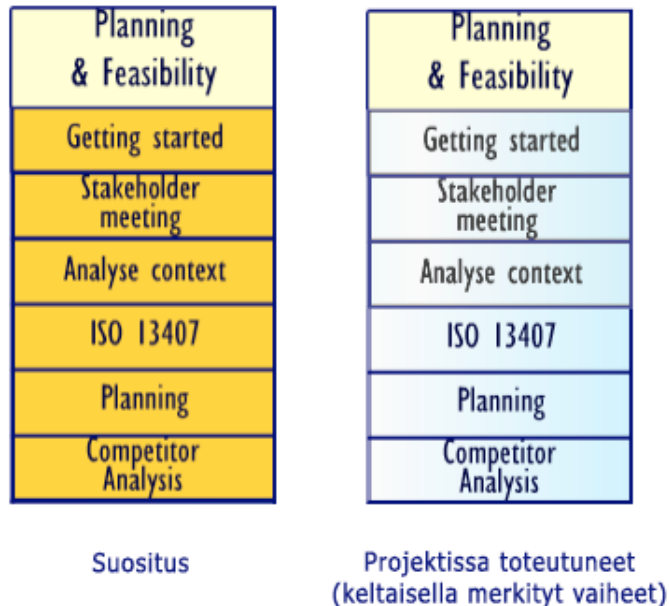 Planning
& Feasibility
Getting started
Stakeholder
meeting
Analyse context
ISO 13407
Planning
Competitor
Analysis
Suositus
Planning
& Feasibility
Getting started
Stakeholder
meeting
Analyse context
ISO 13407
Planning
Competitor
Analysis
Projektissa toteutuneet
(keltaisella merkityt vaiheet)